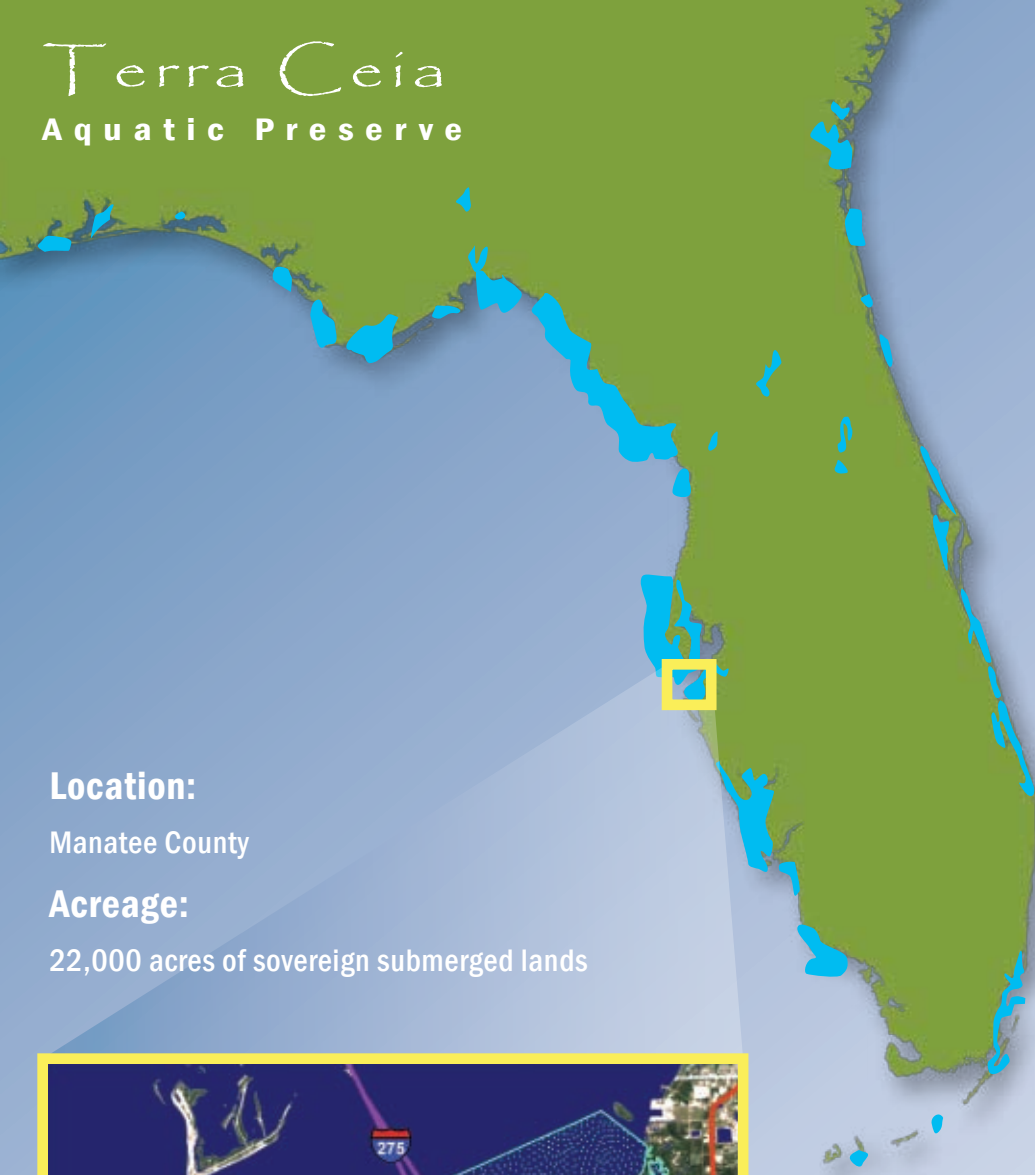 Terra Ceia
Aquatic Preserve
Location:
Manatee County
Acreage:
22,000 acres of sovereign submerged lands
275